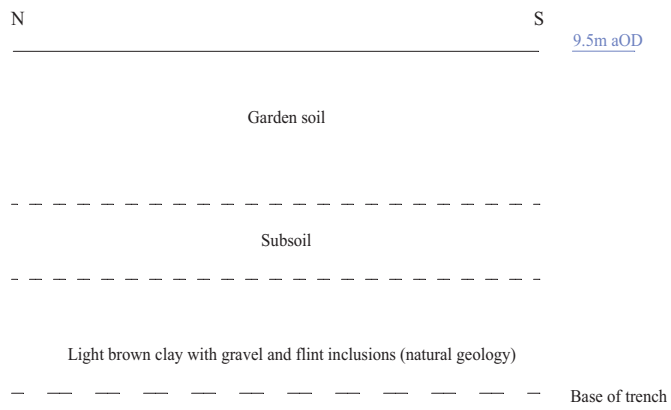 N
S
9.5m aOD
Garden soil
Subsoil
Light brown clay with gravel and flint inclusions (natural geology)
Base of trench